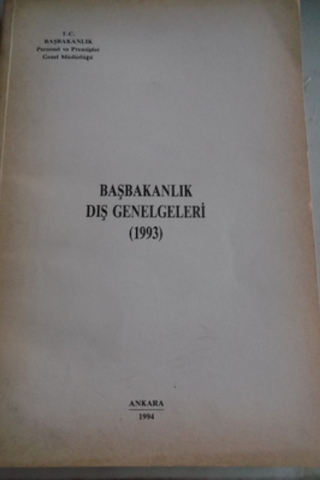 T.C.
BAŞBAKANLIK
Personel ve Prensipler
Genel Müdürlüğü
BAŞBAKANLIK
DIŞ GENELGELERİ
(1993)
ANKARA
1994